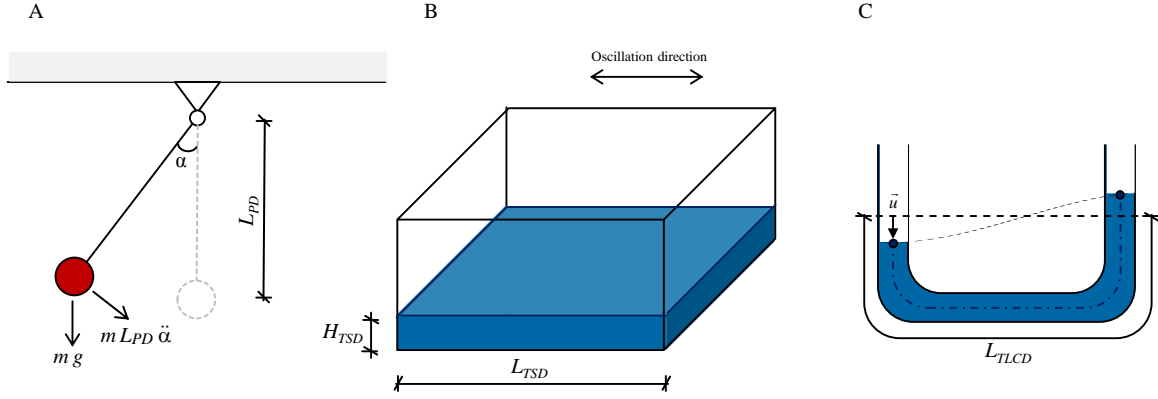 A
B
C
Oscillation direction
α
L_PD
m g
m L_PD α̈
H_TSD
L_TSD
u⃗
L_TLCD